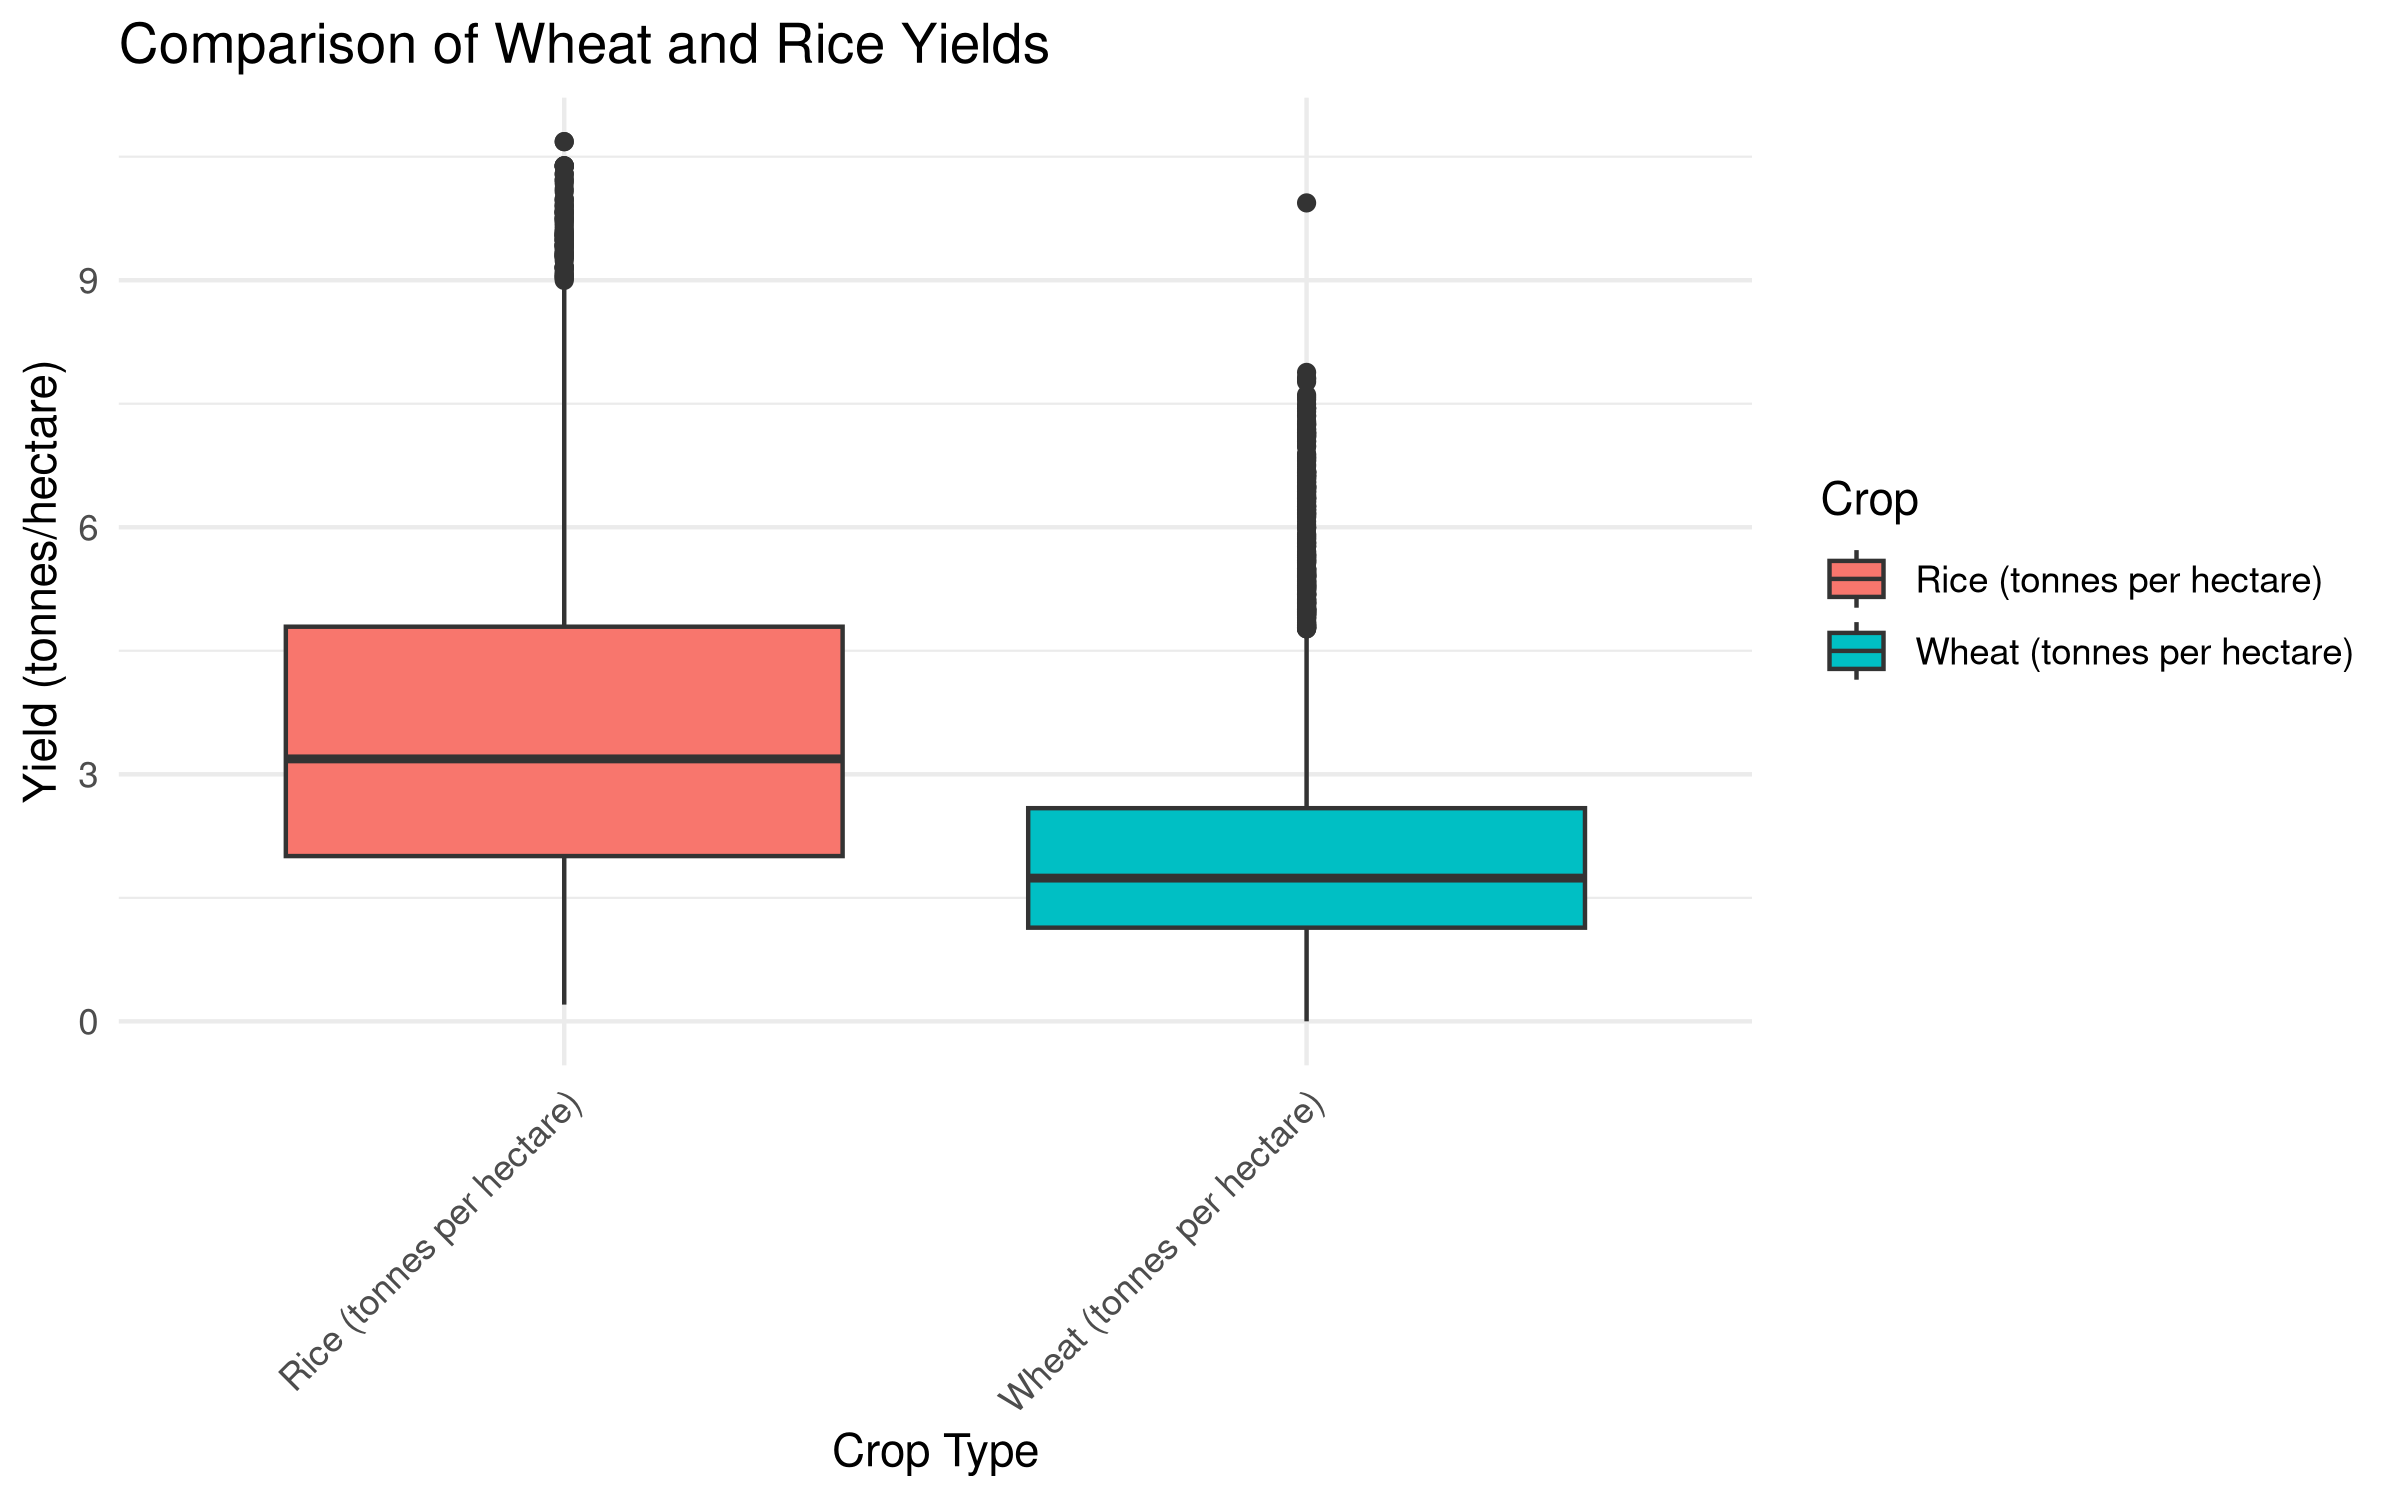 Comparison of Wheat and Rice Yields
Yield (tonnes/hectare)
9
6
3
0
Rice (tonnes per hectare)
Wheat (tonnes per hectare)
Crop Type
Crop
Rice (tonnes per hectare)
Wheat (tonnes per hectare)